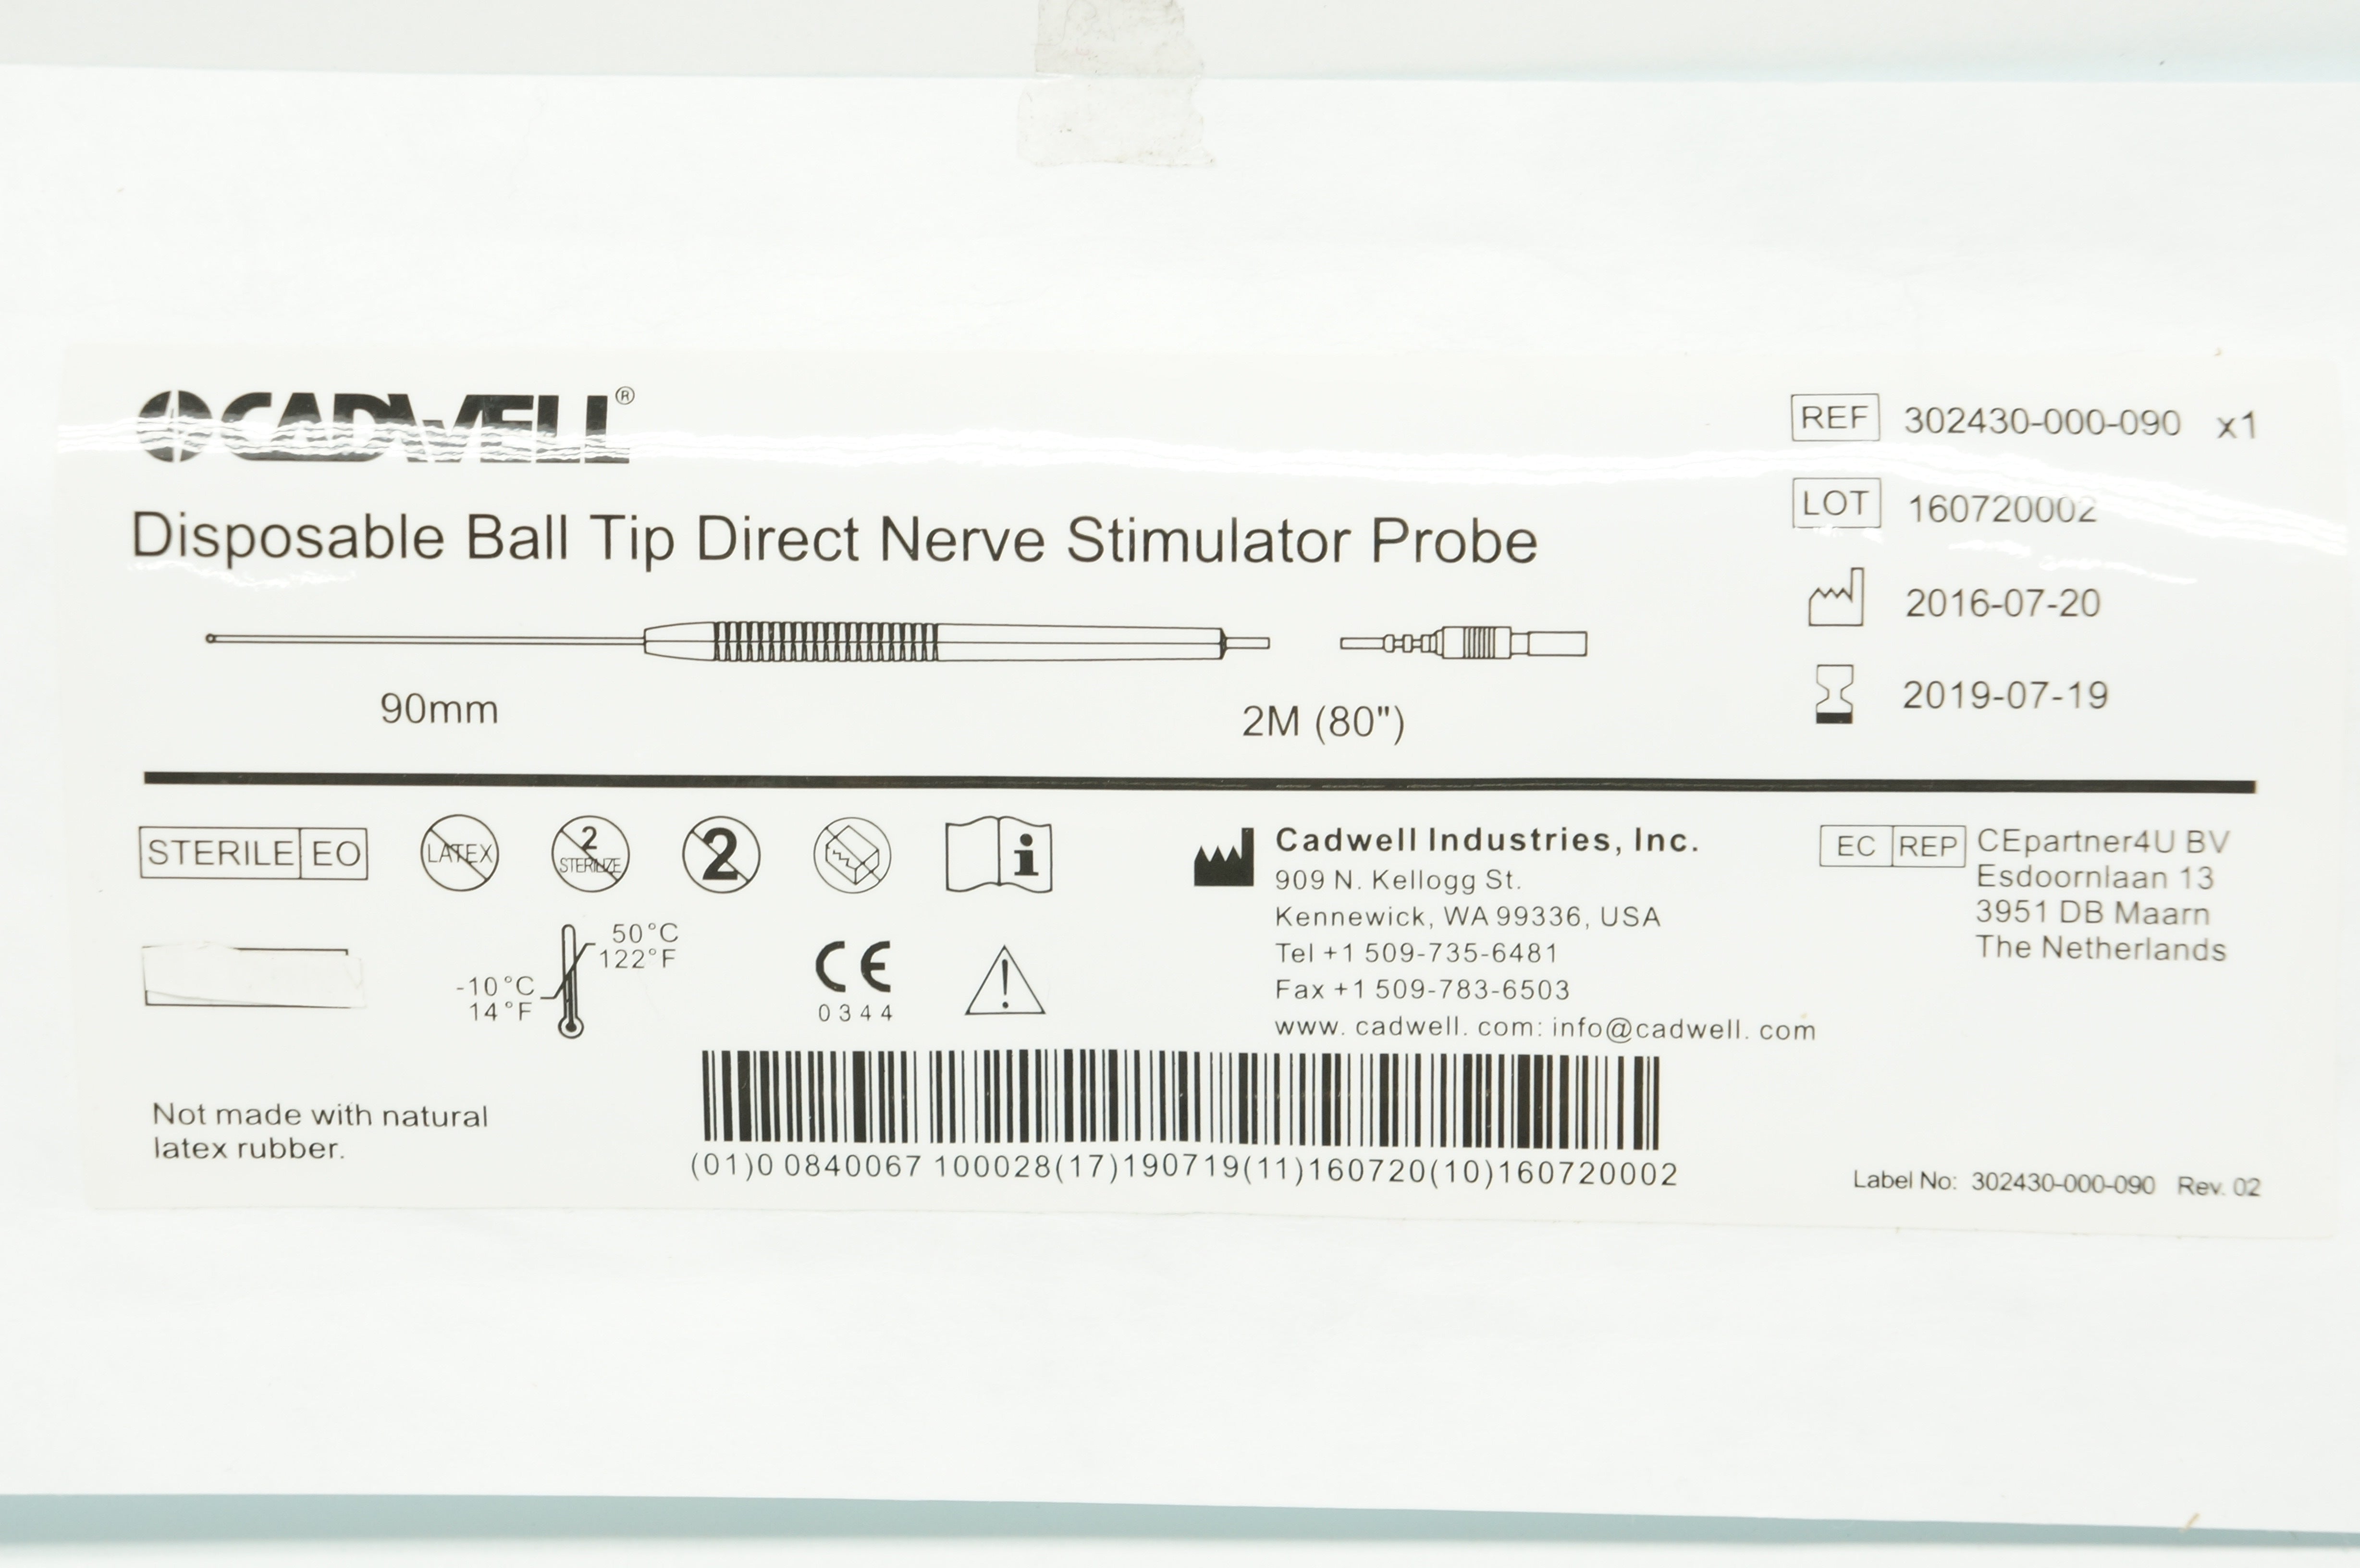 CADWELL®
Disposable Ball Tip Direct Nerve Stimulator Probe
90mm
2M (80")
REF 302430-000-090 x1
LOT 160720002
2016-07-20
2019-07-19
STERILE EO
LATEX
2
STERILIZE
2
-10°C
14°F
50°C
122°F
CE
0344
Cadwell Industries, Inc.
909 N. Kellogg St.
Kennewick, WA 99336, USA
Tel +1 509-735-6481
Fax +1 509-783-6503
www. cadwell. com: info@cadwell. com
EC REP CEpartner4U BV
Esdoornlaan 13
3951 DB Maarn
The Netherlands
Not made with natural
latex rubber.
(01)0 0840067 100028(17)190719(11)160720(10)160720002
Label No: 302430-000-090 Rev. 02